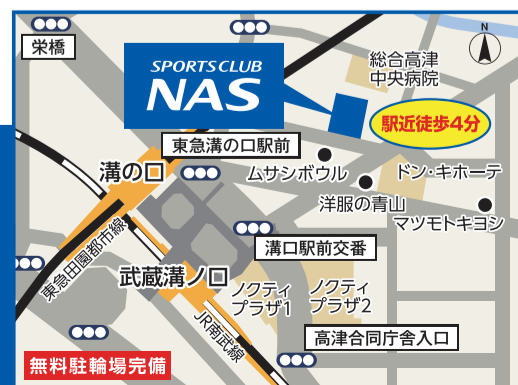 栄橋
SPORTS CLUB
NAS
N
総合高津
中央病院
駅近徒歩4分
東急溝の口駅前
ムサシボウル
ドン・キホーテ
溝の口
洋服の青山
マツモトキヨシ
溝口駅前交番
東急田園都市線
武蔵溝ノ口
ノクティ
プラザ1
ノクティ
プラザ2
JR南武線
高津合同庁舎入口
無料駐輪場完備